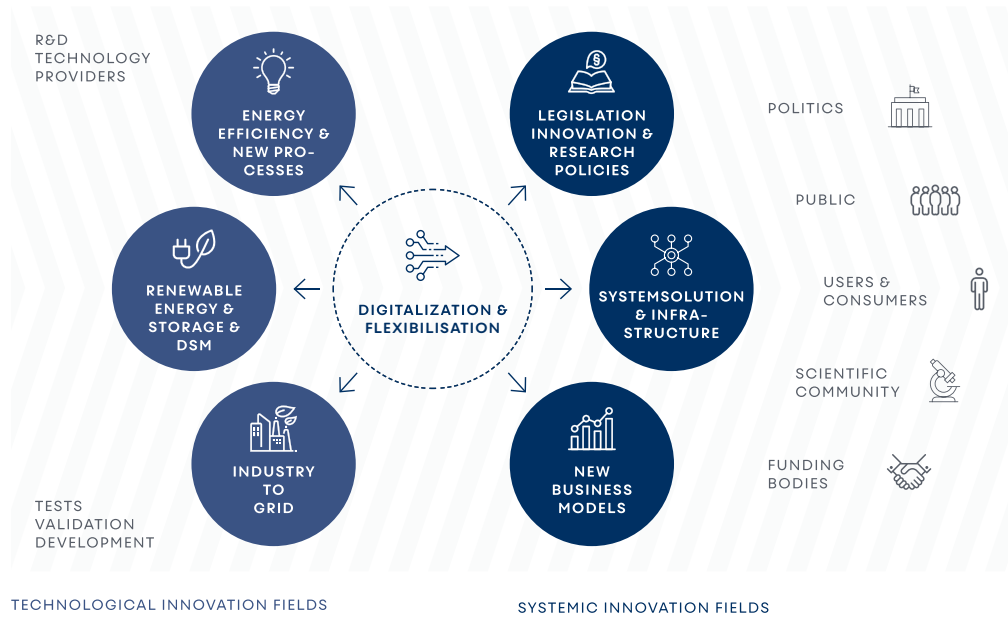 R&D
TECHNOLOGY
PROVIDERS
ENERGY
EFFICIENCY &
NEW PRO-
CESSES
§
LEGISLATION
INNOVATION &
RESEARCH
POLICIES
POLITICS
PUBLIC
RENEWABLE
ENERGY &
STORAGE &
DSM
DIGITALIZATION &
FLEXIBILISATION
SYSTEMSOLUTION
& INFRA-
STRUCTURE
USERS &
CONSUMERS
SCIENTIFIC
COMMUNITY
INDUSTRY
TO
GRID
NEW
BUSINESS
MODELS
FUNDING
BODIES
TESTS
VALIDATION
DEVELOPMENT
TECHNOLOGICAL INNOVATION FIELDS
SYSTEMIC INNOVATION FIELDS